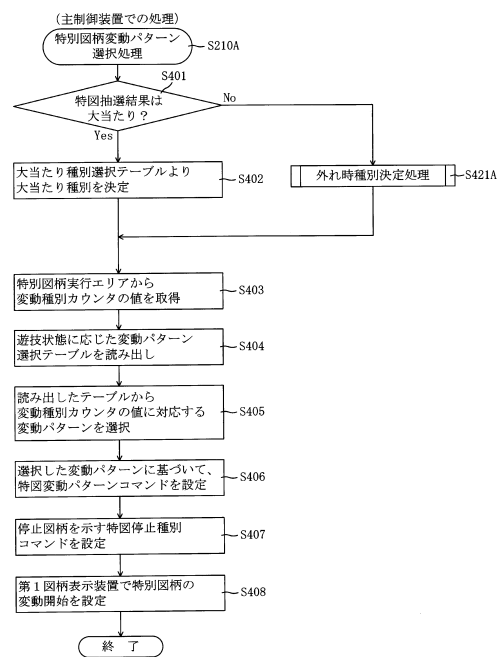 (主制御装置での処理)
特別図柄変動パターン
選択処理
S210A
S401
特図抽選結果は
大当たり?
No
Yes
大当たり種別選択テーブルより
大当たり種別を決定
S402
外れ時種別決定処理
S421A
特別図柄実行エリアから
変動種別カウンタの値を取得
S403
遊技状態に応じた変動パターン
選択テーブルを読み出し
S404
読み出したテーブルから
変動種別カウンタの値に対応する
変動パターンを選択
S405
選択した変動パターンに基づいて、
特図変動パターンコマンドを設定
S406
停止図柄を示す特図停止種別
コマンドを設定
S407
第1図柄表示装置で特別図柄の
変動開始を設定
S408
終 了